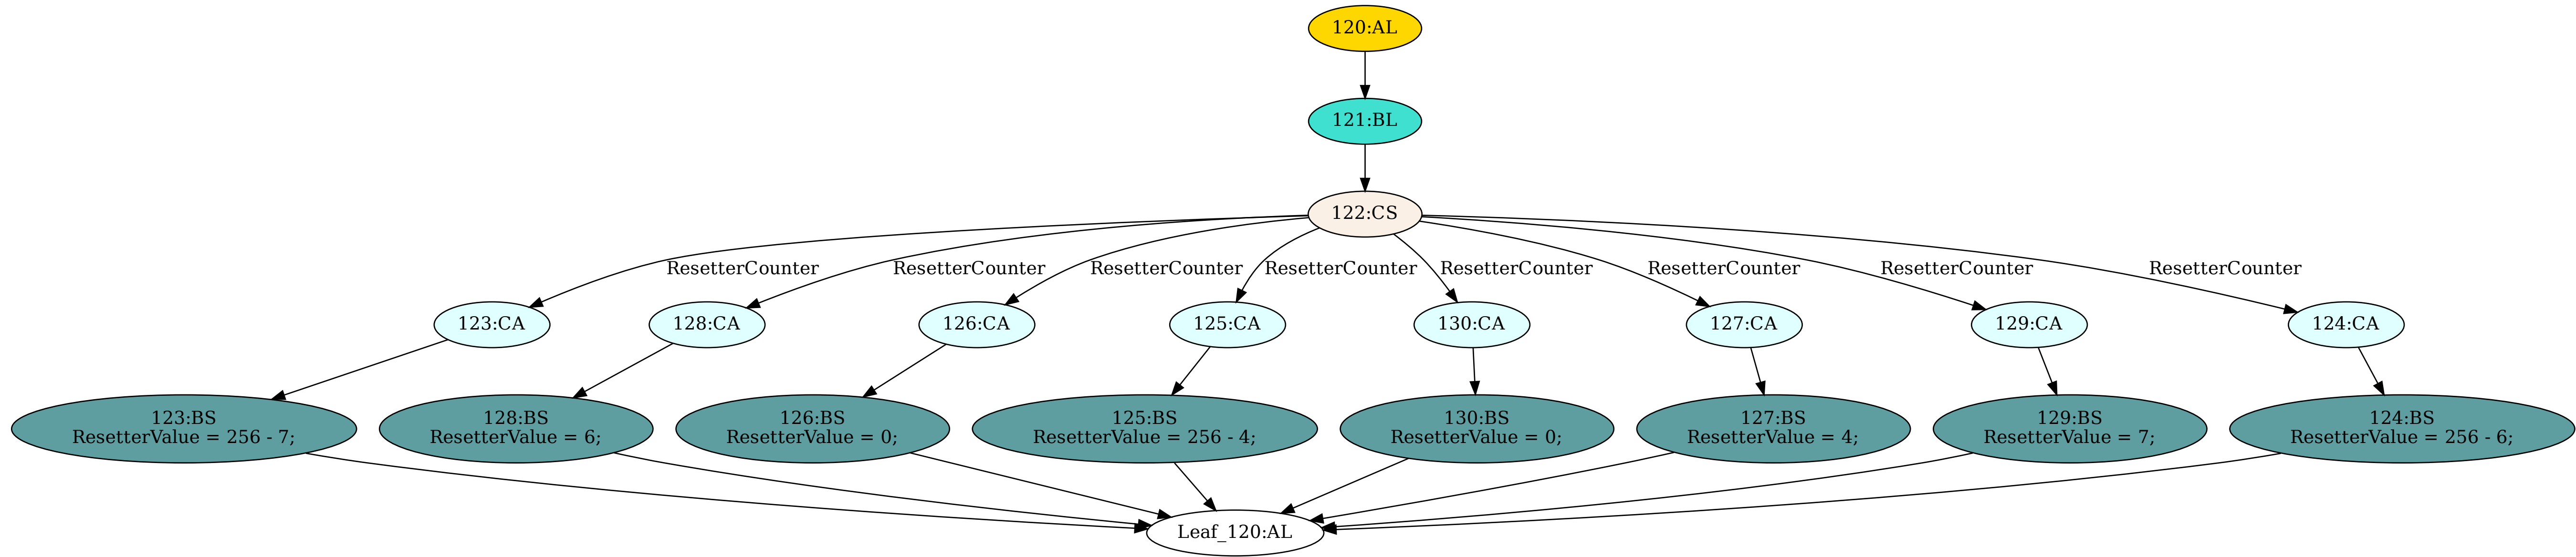 120:AL
121:BL
122:CS
ResetterCounter
ResetterCounter
ResetterCounter
ResetterCounter
ResetterCounter
ResetterCounter
ResetterCounter
ResetterCounter
123:CA
128:CA
126:CA
125:CA
130:CA
127:CA
129:CA
124:CA
123:BS
ResetterValue = 256 - 7;
128:BS
ResetterValue = 6;
126:BS
ResetterValue = 0;
125:BS
ResetterValue = 256 - 4;
130:BS
ResetterValue = 0;
127:BS
ResetterValue = 4;
129:BS
ResetterValue = 7;
124:BS
ResetterValue = 256 - 6;
Leaf_120:AL